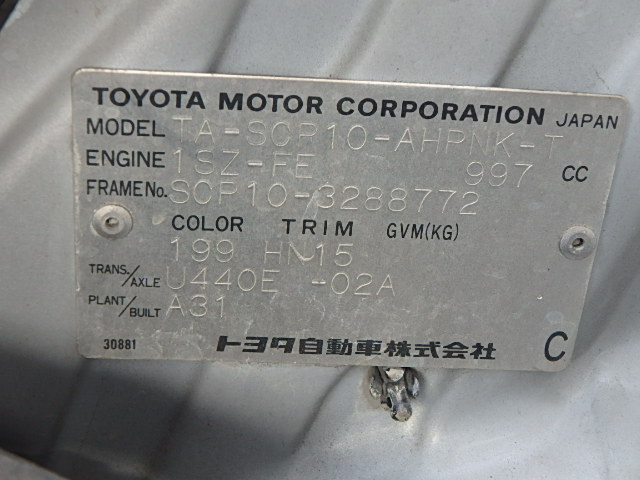 TOYOTA MOTOR CORPORATION JAPAN
MODEL TA-SCP10-AHPNK-T
ENGINE 1SZ-FE 997 CC
FRAME No. SCP10-3288772
COLOR TRIM GVM(KG)
199 HN15
TRANS./AXLE U440E -02A
PLANT/BUILT A31
30881 トヨタ自動車株式会社 C